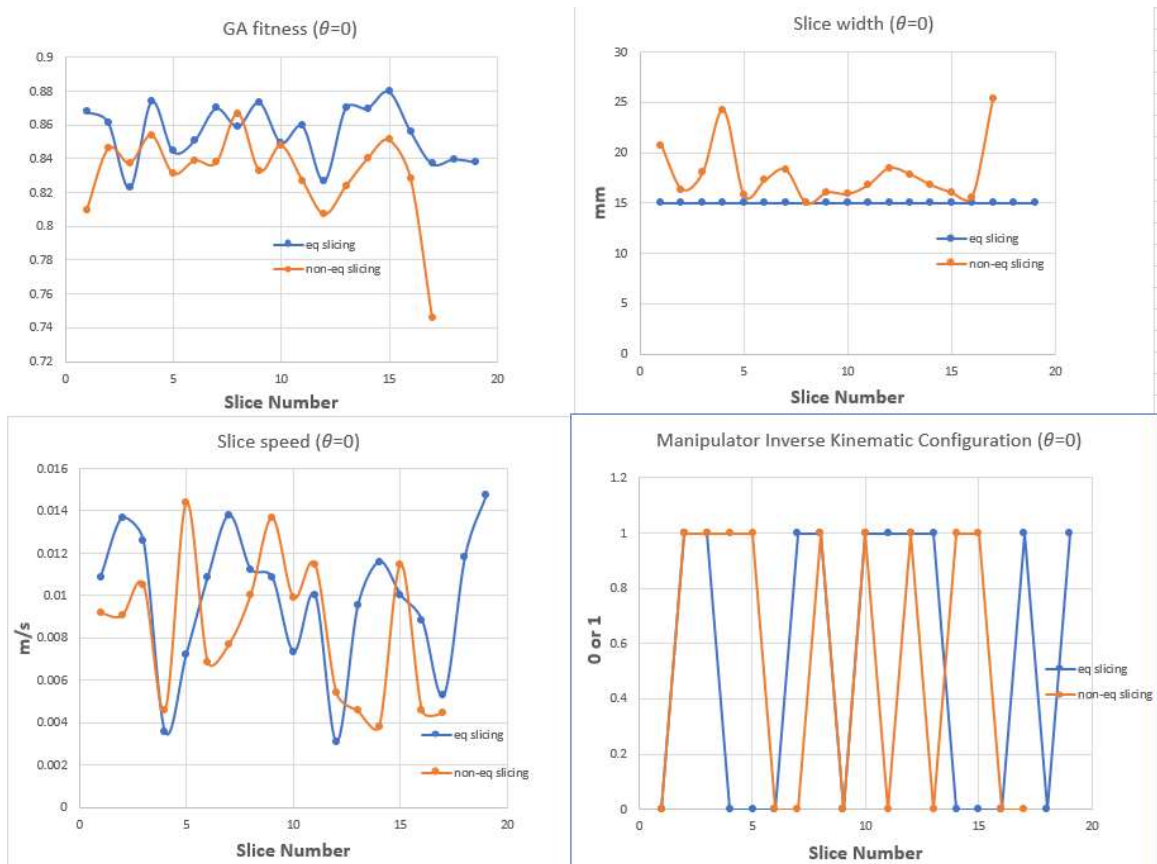 GA fitness (θ=0)
0.9
0.88
0.86
0.84
0.82
0.8
0.78
0.76
0.74
0.72
0 5 10 15 20
Slice Number
eq slicing
non-eq slicing
Slice width (θ=0)
30
25
20
15
10
5
0
mm
0 5 10 15 20
Slice Number
eq slicing
non-eq slicing
Slice speed (θ=0)
0.016
0.014
0.012
0.01
0.008
0.006
0.004
0.002
0
m/s
0 5 10 15 20
Slice Number
eq slicing
non-eq slicing
Manipulator Inverse Kinematic Configuration (θ=0)
1.2
1
0.8
0.6
0.4
0.2
0
0 or 1
0 5 10 15 20
Slice Number
eq slicing
non-eq slicing